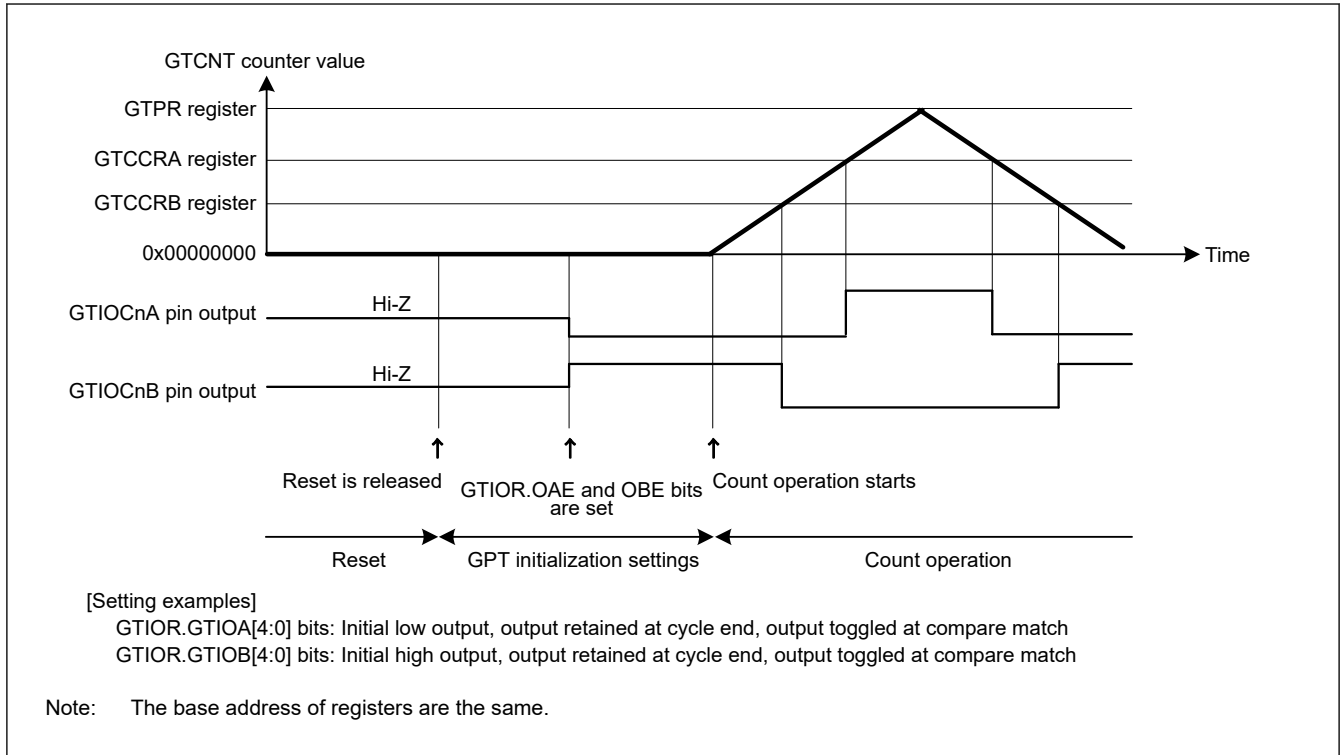 GTCNT counter value
GTPR register
GTCCRA register
GTCCRB register
0x00000000
Time
GTIOCnA pin output
Hi-Z
GTIOCnB pin output
Hi-Z
Reset is released
GTIOR.OAE and OBE bits
are set
Count operation starts
Reset
GPT initialization settings
Count operation
[Setting examples]
GTIOR.GTIOA[4:0] bits: Initial low output, output retained at cycle end, output toggled at compare match
GTIOR.GTIOB[4:0] bits: Initial high output, output retained at cycle end, output toggled at compare match
Note: The base address of registers are the same.